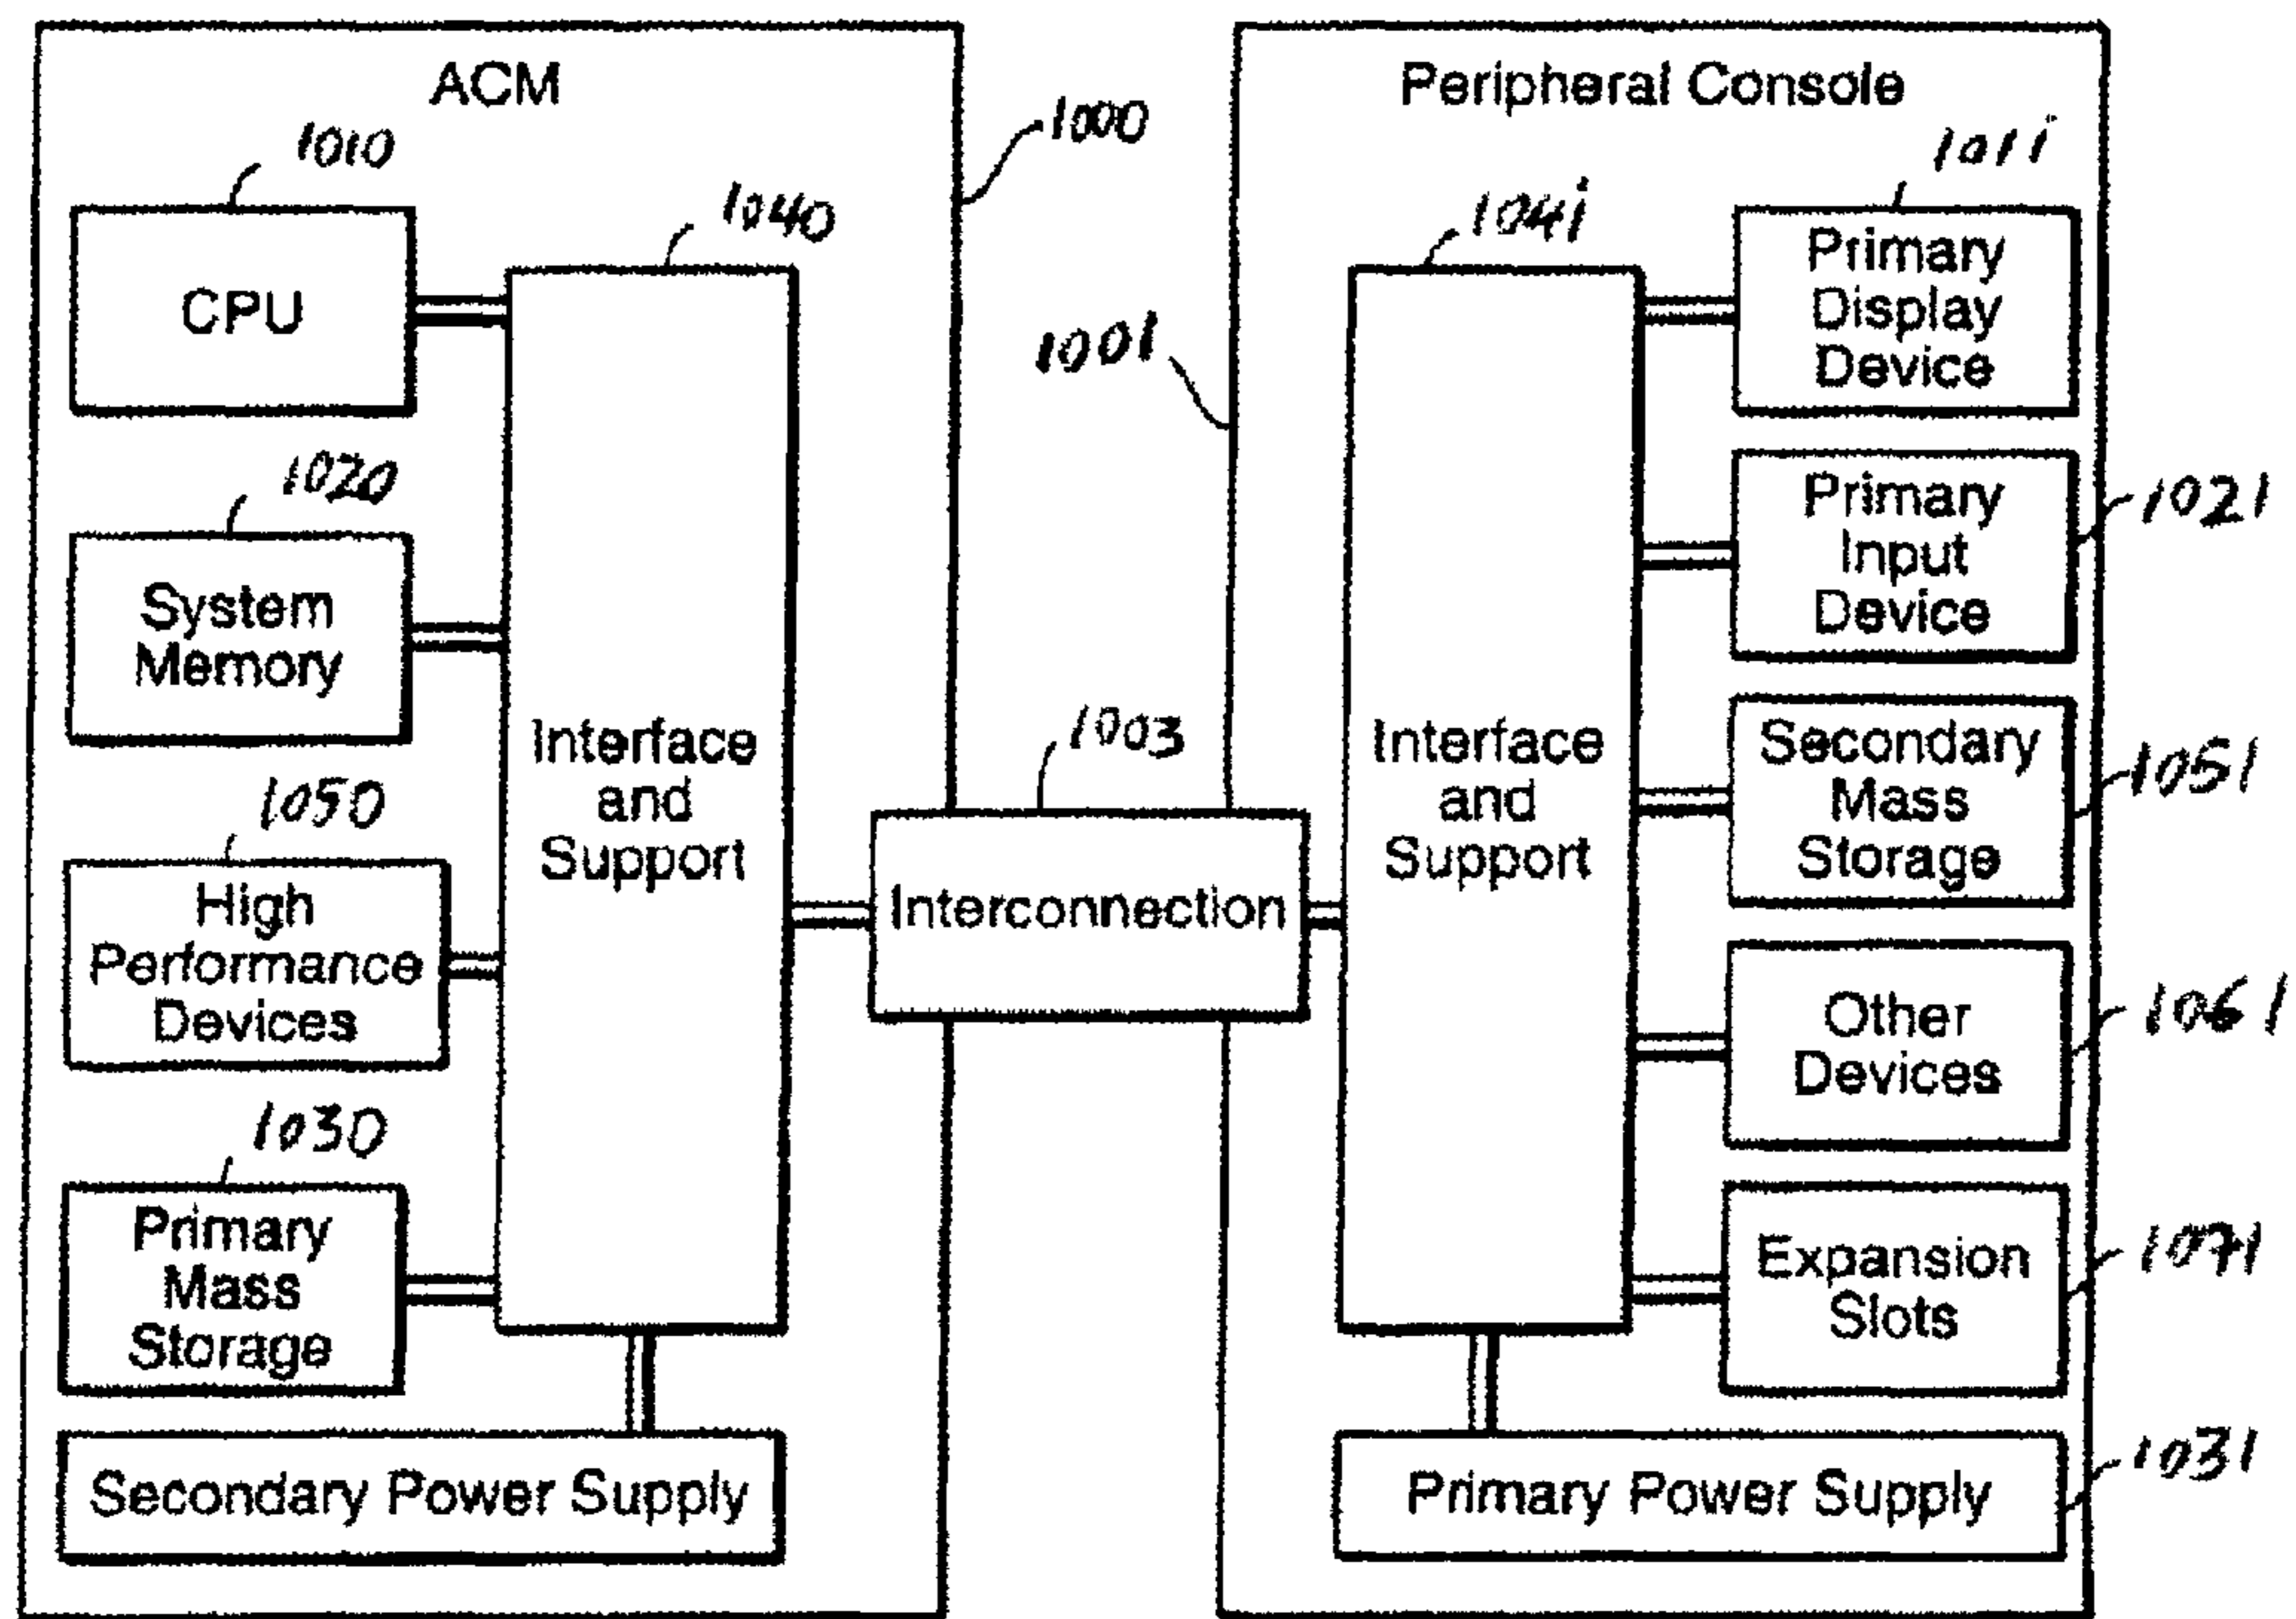 ACM
1000
1010
CPU
1040
Interface
and
Support
1020
System
Memory
1050
High
Performance
Devices
1030
Primary
Mass
Storage
Secondary Power Supply
1003
Interconnection
Peripheral Console
1001
1041
Interface
and
Support
1011
Primary
Display
Device
1021
Primary
Input
Device
1051
Secondary
Mass
Storage
1061
Other
Devices
1071
Expansion
Slots
1031
Primary Power Supply